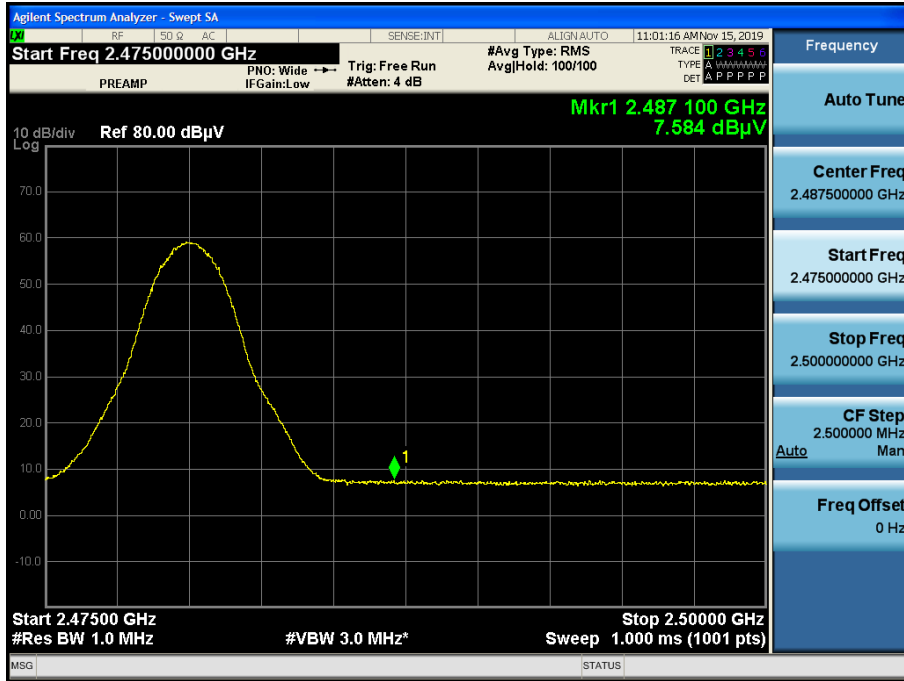 Agilent Spectrum Analyzer - Swept SA
LXI RF 50 Ω AC SENSE:INT ALIGN AUTO 11:01:16 AM Nov 15, 2019
Start Freq 2.475000000 GHz
PREAMP
PNO: Wide
IFGain:Low
Trig: Free Run
#Atten: 4 dB
#Avg Type: RMS
Avg|Hold: 100/100
TRACE 1 2 3 4 5 6
TYPE A W W W W W
DET A P P P P P
Mkr1 2.487 100 GHz
7.584 dBµV
10 dB/div Ref 80.00 dBµV
Log
70.0
60.0
50.0
40.0
30.0
20.0
10.0
0.00
-10.0
1
Start 2.47500 GHz Stop 2.50000 GHz
#Res BW 1.0 MHz #VBW 3.0 MHz* Sweep 1.000 ms (1001 pts)
MSG STATUS
Frequency
Auto Tune
Center Freq
2.487500000 GHz
Start Freq
2.475000000 GHz
Stop Freq
2.500000000 GHz
CF Step
2.500000 MHz
Auto Man
Freq Offset
0 Hz